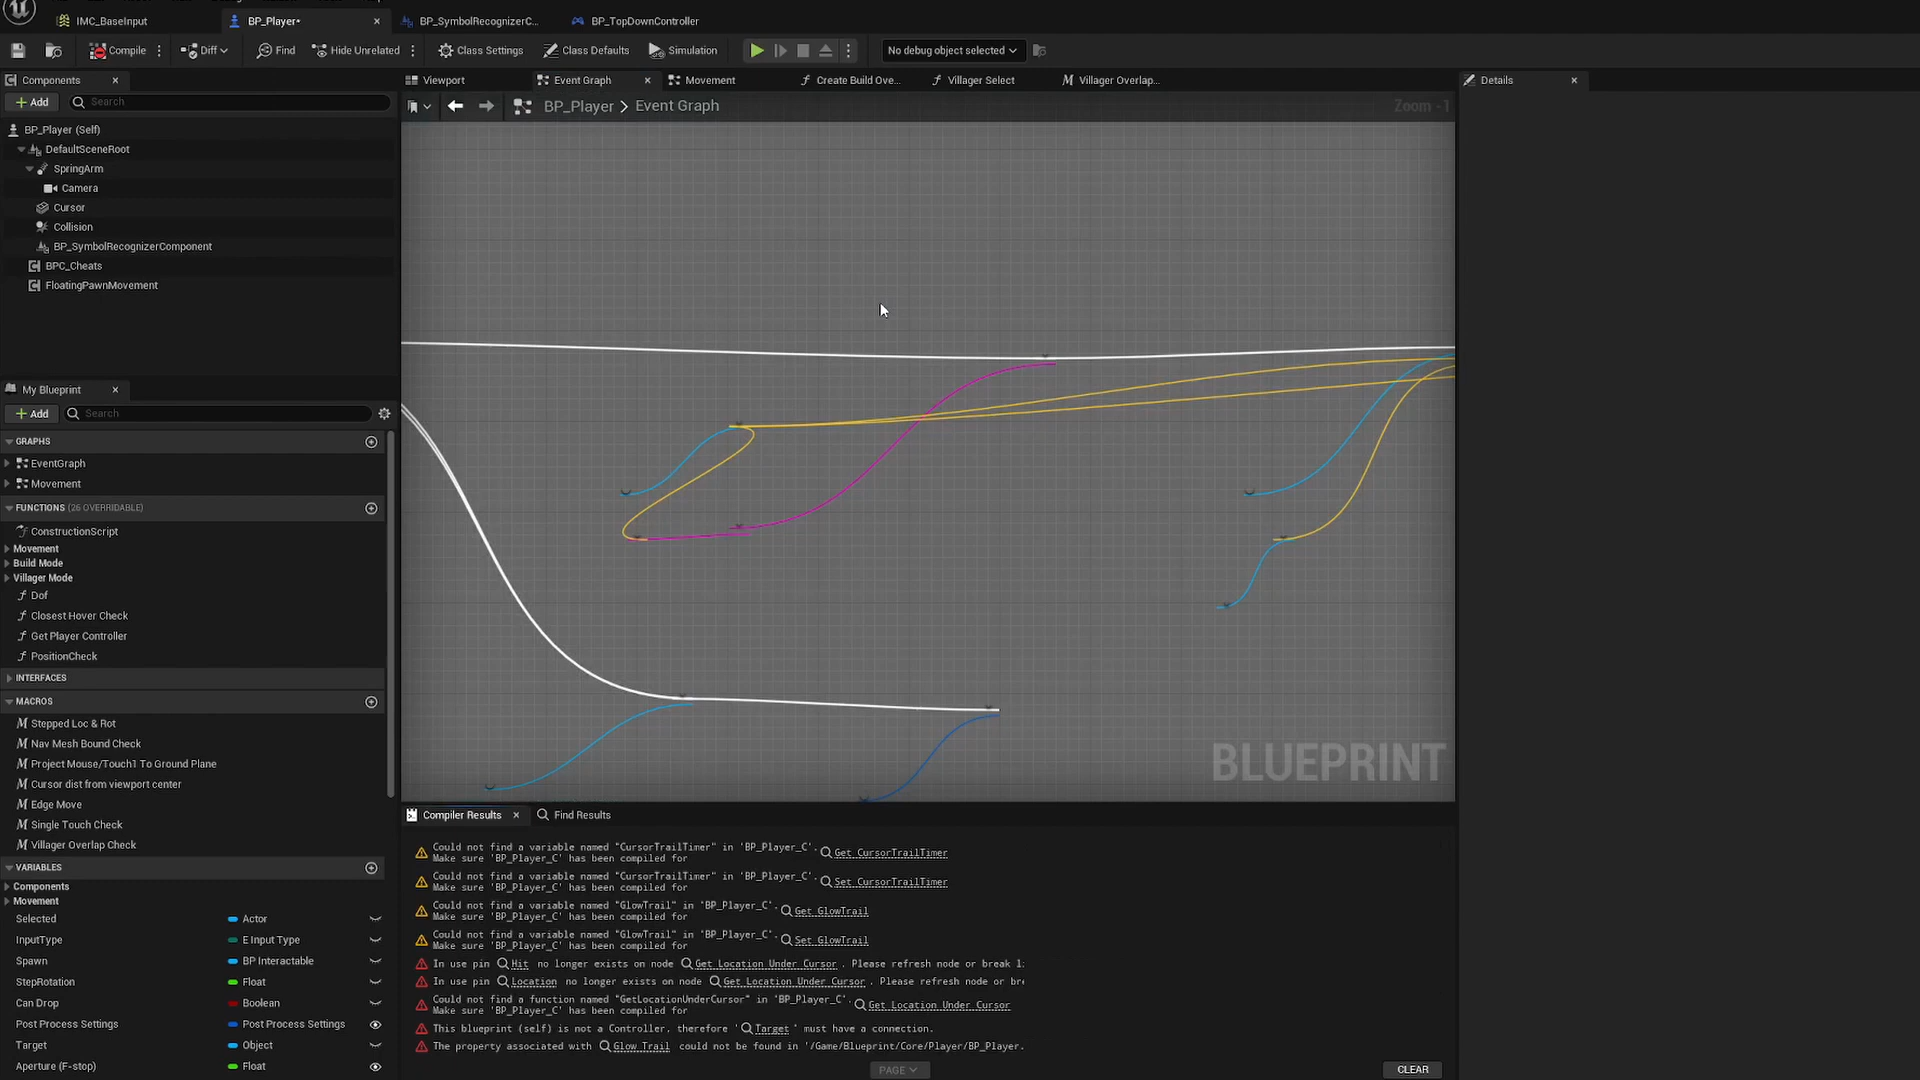 IMC_BaseInput
BP_Player•
BP_SymbolRecognizerC...
BP_TopDownController
Compile
Diff
Find
Hide Unrelated
Class Settings
Class Defaults
Simulation
No debug object selected
Components
Add
Search
BP_Player (Self)
DefaultSceneRoot
SpringArm
Camera
Cursor
Collision
BP_SymbolRecognizerComponent
BPC_Cheats
FloatingPawnMovement
My Blueprint
Add
Search
GRAPHS
EventGraph
Movement
FUNCTIONS (26 OVERRIDABLE)
ConstructionScript
Movement
Build Mode
Villager Mode
Dof
Closest Hover Check
Get Player Controller
PositionCheck
INTERFACES
MACROS
Stepped Loc & Rot
Nav Mesh Bound Check
Project Mouse/Touch1 To Ground Plane
Cursor dist from viewport center
Edge Move
Single Touch Check
Villager Overlap Check
VARIABLES
Components
Movement
Selected Actor
InputType E Input Type
Spawn BP Interactable
StepRotation Float
Can Drop Boolean
Post Process Settings Post Process Settings
Target Object
Aperture (F-stop) Float
Viewport
Event Graph
Movement
Create Build Ove...
Villager Select
Villager Overlap...
BP_Player > Event Graph
Zoom -1
BLUEPRINT
Compiler Results
Find Results
Could not find a variable named "CursorTrailTimer" in 'BP_Player_C'.
Make sure 'BP_Player_C' has been compiled for Get CursorTrailTimer
Could not find a variable named "CursorTrailTimer" in 'BP_Player_C'.
Make sure 'BP_Player_C' has been compiled for Set CursorTrailTimer
Could not find a variable named "GlowTrail" in 'BP_Player_C'.
Make sure 'BP_Player_C' has been compiled for Get GlowTrail
Could not find a variable named "GlowTrail" in 'BP_Player_C'.
Make sure 'BP_Player_C' has been compiled for Set GlowTrail
In use pin Hit no longer exists on node Get Location Under Cursor . Please refresh node or break li
In use pin Location no longer exists on node Get Location Under Cursor . Please refresh node or bre
Could not find a function named "GetLocationUnderCursor" in 'BP_Player_C'.
Make sure 'BP_Player_C' has been compiled for Get Location Under Cursor
This blueprint (self) is not a Controller, therefore ' Target ' must have a connection.
The property associated with Glow Trail could not be found in '/Game/Blueprint/Core/Player/BP_Player.
PAGE
CLEAR
Details